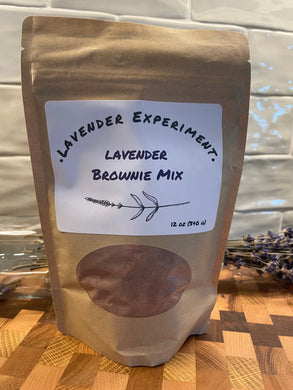 ·Lavender Experiment·
Lavender
Brownie Mix
12 oz (340 g)